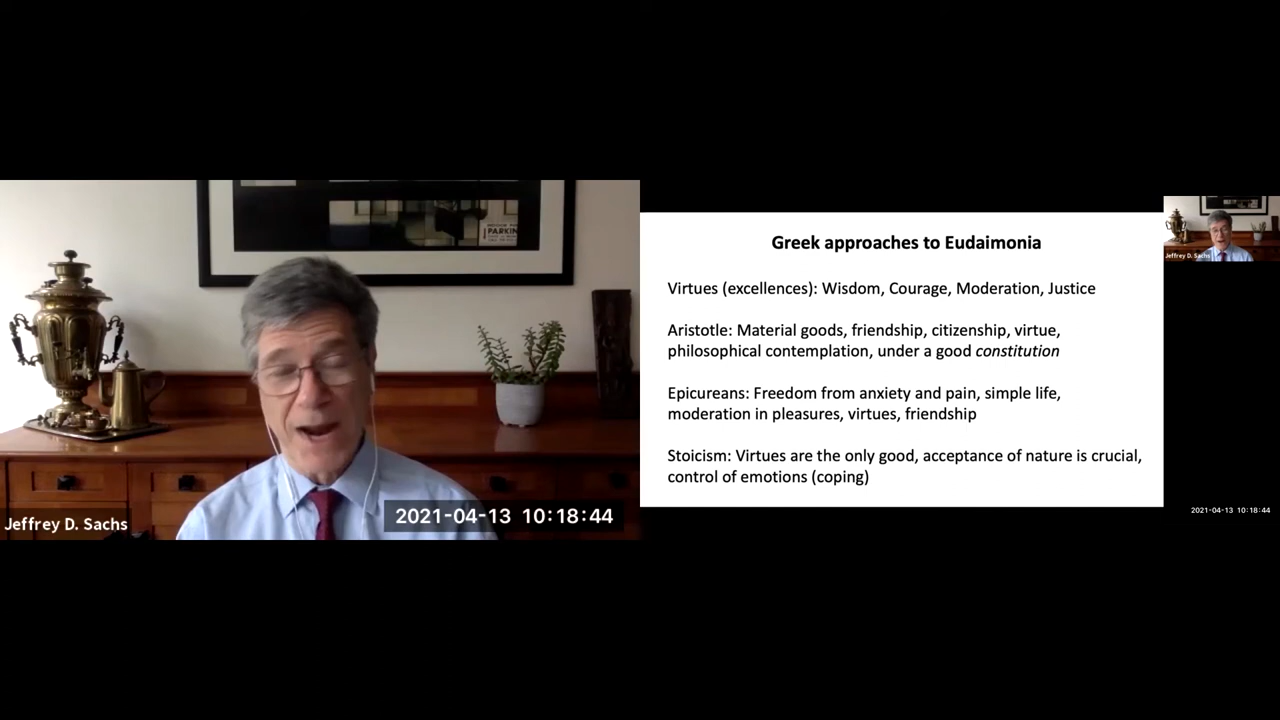 PARKIN
Jeffrey D. Sachs
2021-04-13 10:18:44
Greek approaches to Eudaimonia
Virtues (excellences): Wisdom, Courage, Moderation, Justice
Aristotle: Material goods, friendship, citizenship, virtue,
philosophical contemplation, under a good constitution
Epicureans: Freedom from anxiety and pain, simple life,
moderation in pleasures, virtues, friendship
Stoicism: Virtues are the only good, acceptance of nature is crucial,
control of emotions (coping)
Jeffrey D. Sachs
2021-04-13 10:18:44